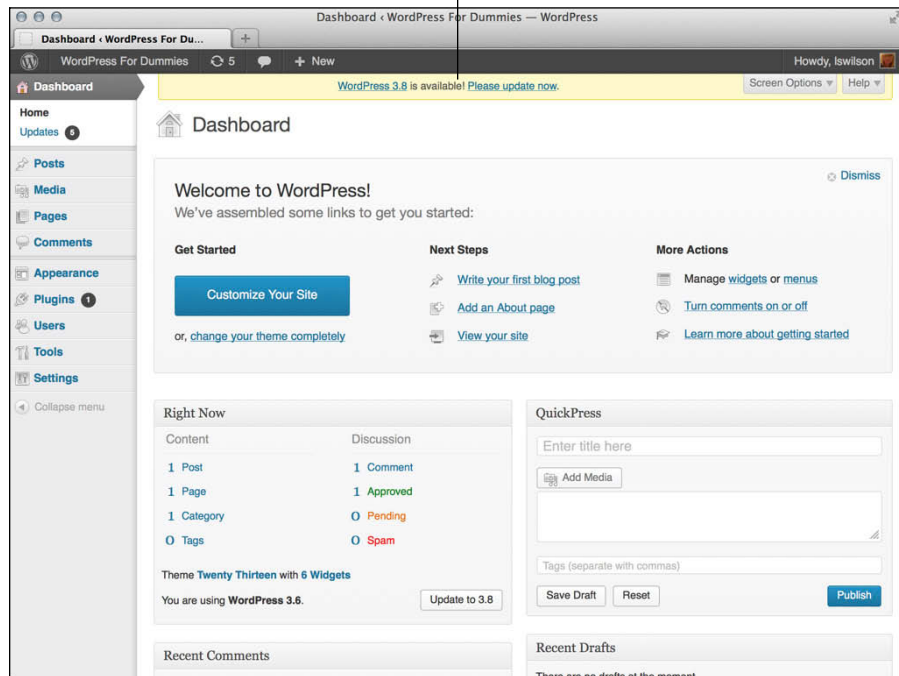 Dashboard ‹ WordPress For Dummies — WordPress
Dashboard ‹ WordPress For Du...
WordPress For Dummies 5 + New Howdy, lswilson
Dashboard
WordPress 3.8 is available! Please update now.
Screen Options Help
Home
Updates 5
Posts
Media
Pages
Comments
Appearance
Plugins 1
Users
Tools
Settings
Collapse menu
Dashboard
Dismiss
Welcome to WordPress!
We've assembled some links to get you started:
Get Started
Customize Your Site
or, change your theme completely
Next Steps
Write your first blog post
Add an About page
View your site
More Actions
Manage widgets or menus
Turn comments on or off
Learn more about getting started
Right Now
Content Discussion
1 Post 1 Comment
1 Page 1 Approved
1 Category 0 Pending
0 Tags 0 Spam
Theme Twenty Thirteen with 6 Widgets
You are using WordPress 3.6. Update to 3.8
Recent Comments
QuickPress
Enter title here
Add Media
Tags (separate with commas)
Save Draft Reset Publish
Recent Drafts
There are no drafts at the moment